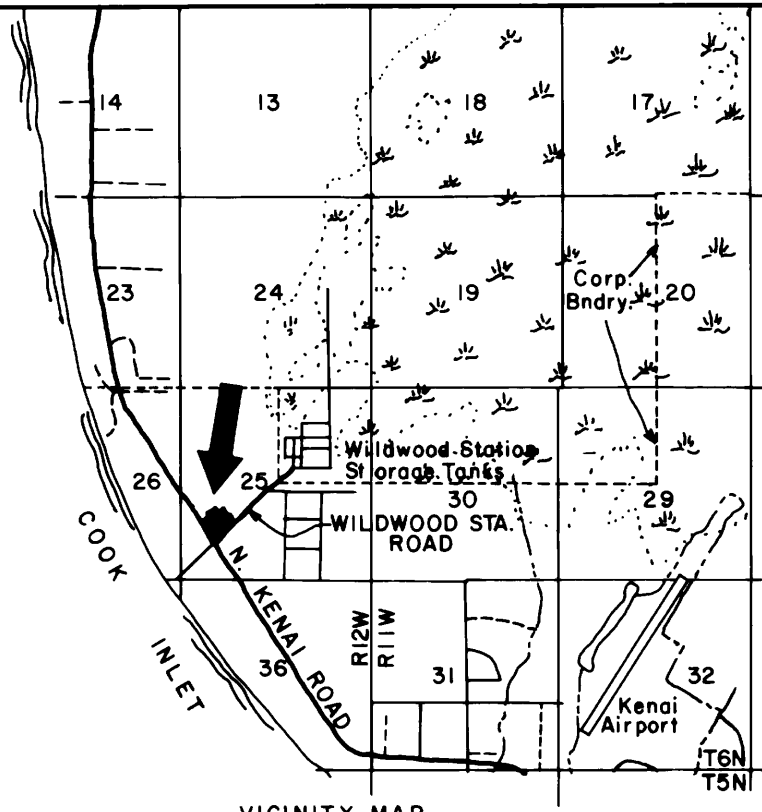 14
13
18
17
23
24
19
Corp.
Bndry.
20
26
25
Wildwood Station
Storage Tanks
30
29
WILDWOOD STA.
ROAD
COOK
INLET
N. KENAI ROAD
R12W
R11W
36
31
32
Kenai
Airport
T6N
T5N
VICINITY MAP